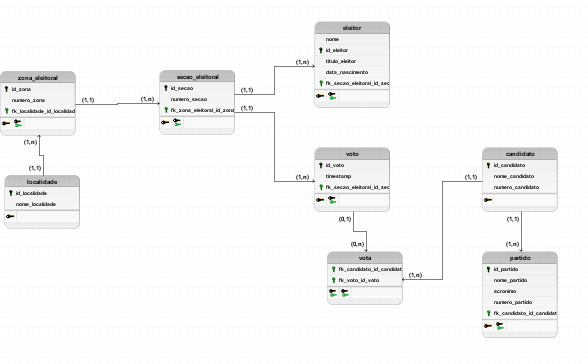 eleitor
nome
id_eleitor
titulo_eleitor
data_nascimento
fk_secao_eleitoral_id_sec
zona_eleitoral
id_zona
numero_zona
fk_localidade_id_localidad
secao_eleitoral
id_secao
numero_secao
fk_zona_eleitoral_id_zona
(1,1)
(1,n)
(1,1)
(1,n)
(1,1)
(1,n)
(1,n)
(1,1)
localidade
id_localidade
nome_localidade
voto
id_voto
timestamp
fk_secao_eleitoral_id_sec
candidato
id_candidato
nome_candidato
numero_candidato
(1,1)
(0,1)
(0,n)
(1,1)
(1,n)
vota
fk_candidato_id_candidat
fk_voto_id_voto
(1,n)
partido
id_partido
nome_partido
acronimo
numero_partido
fk_candidato_id_candidat